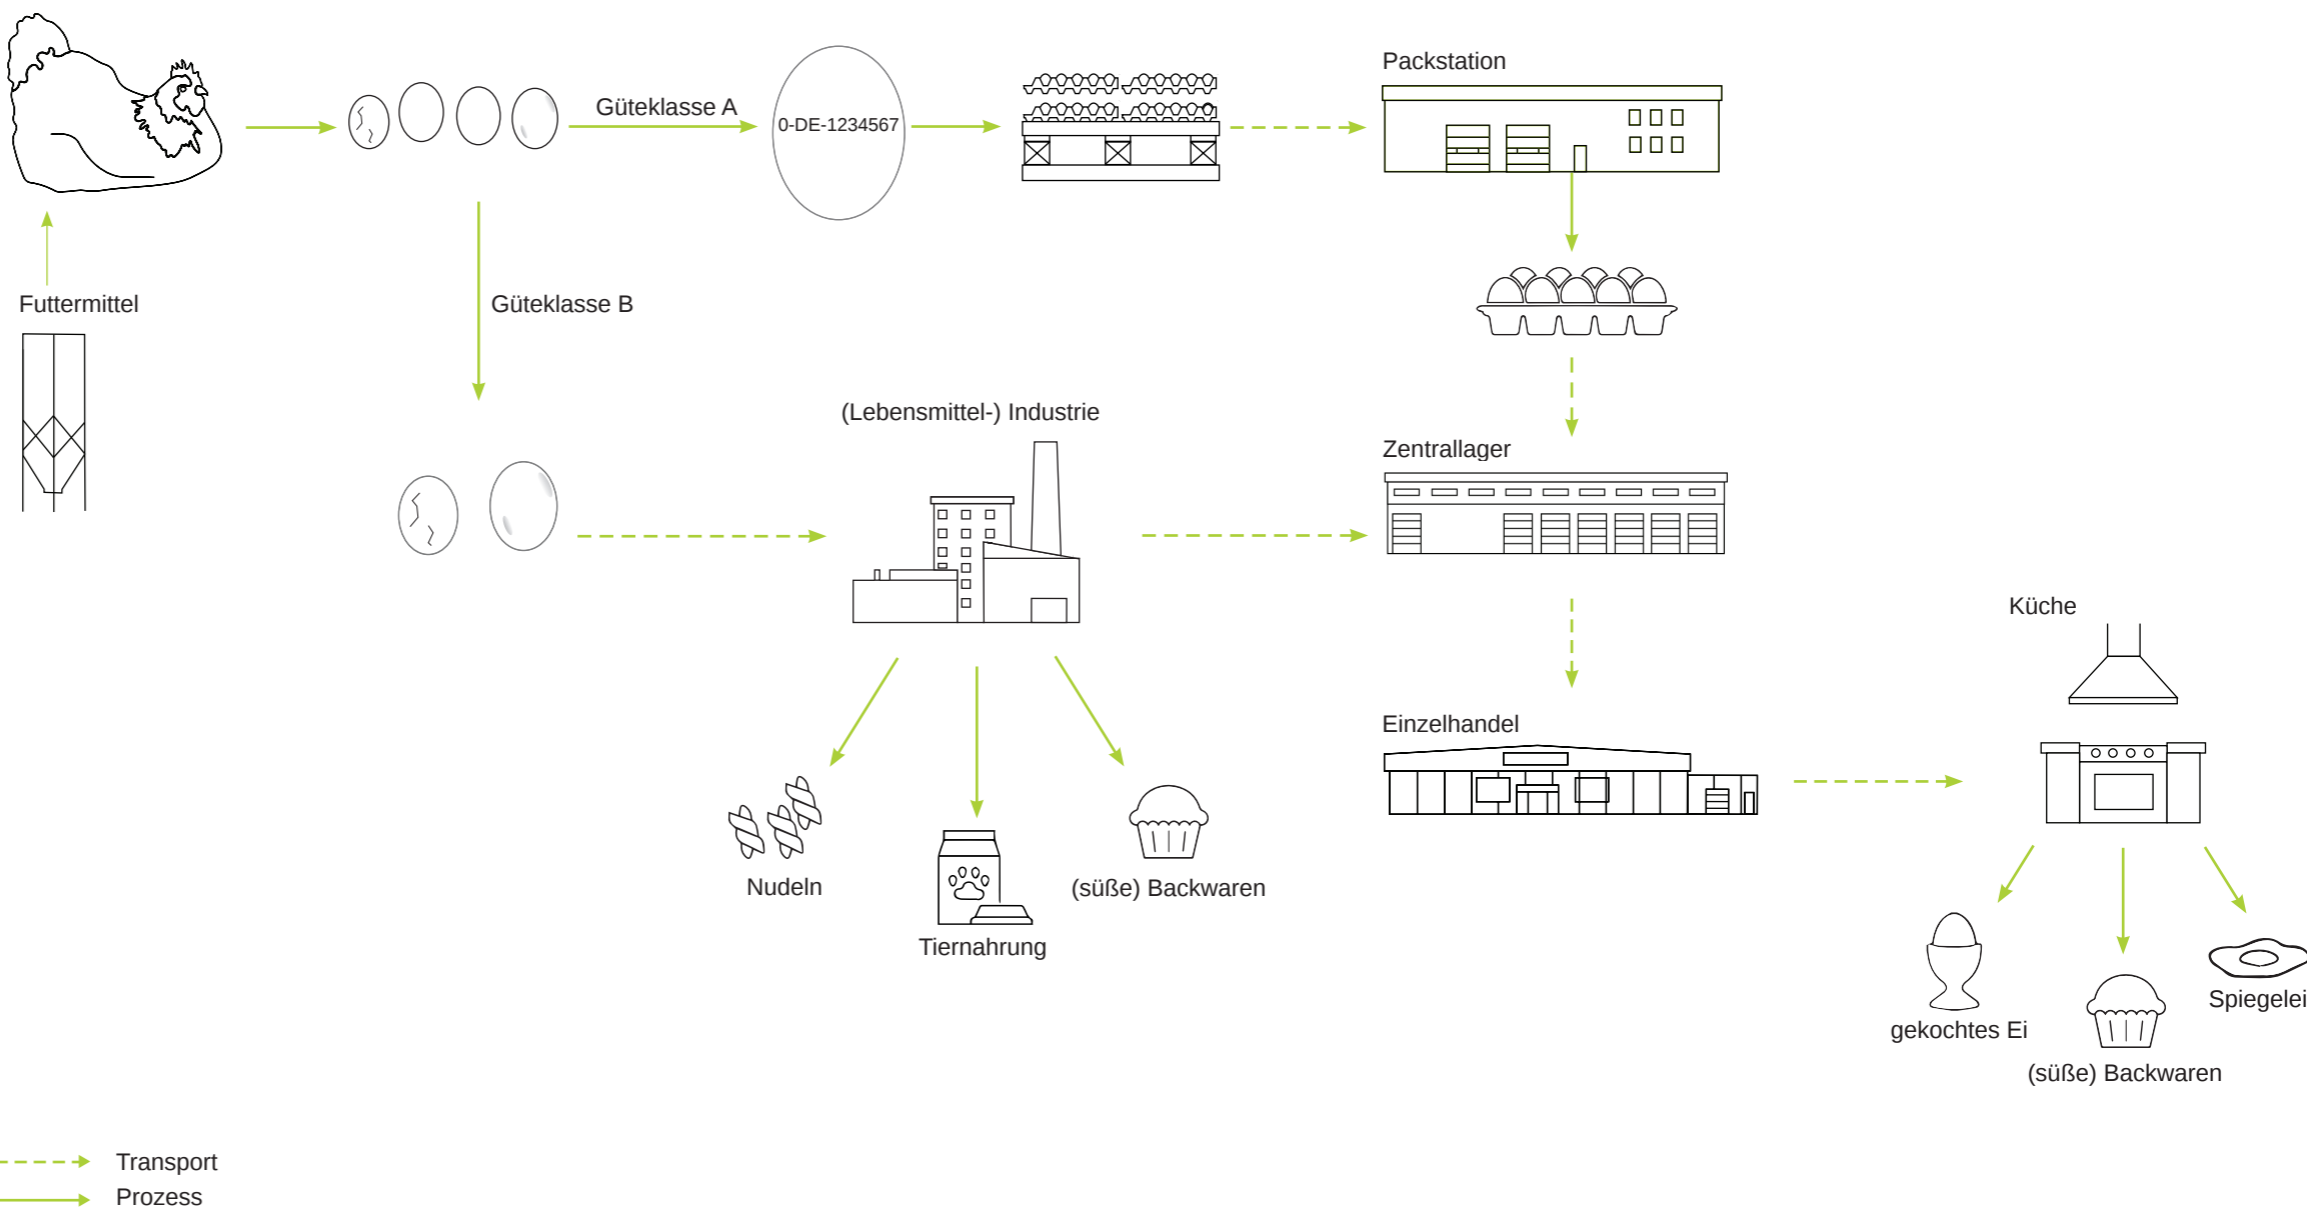 Packstation
Güteklasse A
0-DE-1234567
Futtermittel
Güteklasse B
(Lebensmittel-) Industrie
Zentrallager
Küche
Einzelhandel
Nudeln
(süße) Backwaren
Tiernahrung
Spiegelei
gekochtes Ei
(süße) Backwaren
Transport
Prozess